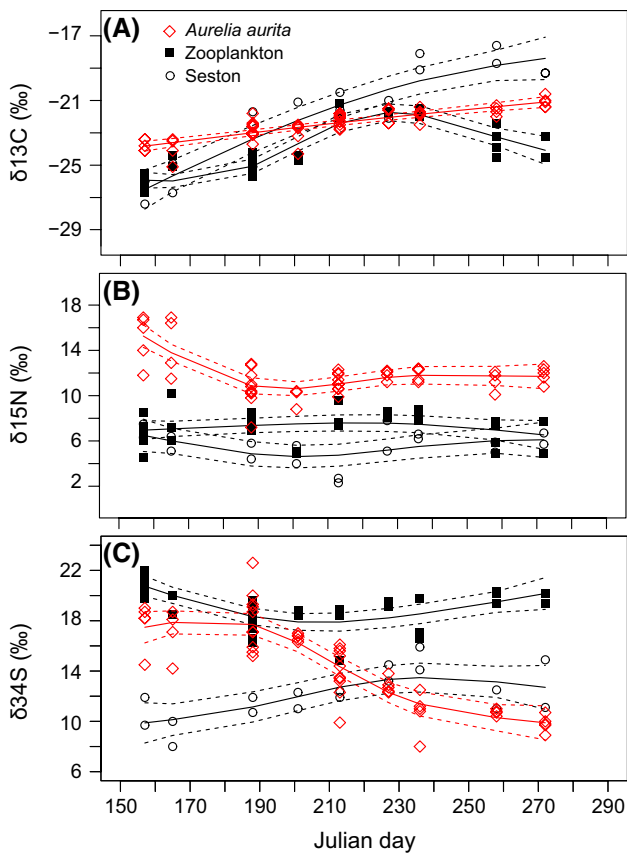 (A)
Aurelia aurita
Zooplankton
Seston
−17
−21
−25
−29
δ13C (‰)
(B)
18
14
10
6
2
δ15N (‰)
(C)
22
18
14
10
6
δ34S (‰)
150 170 190 210 230 250 270 290
Julian day